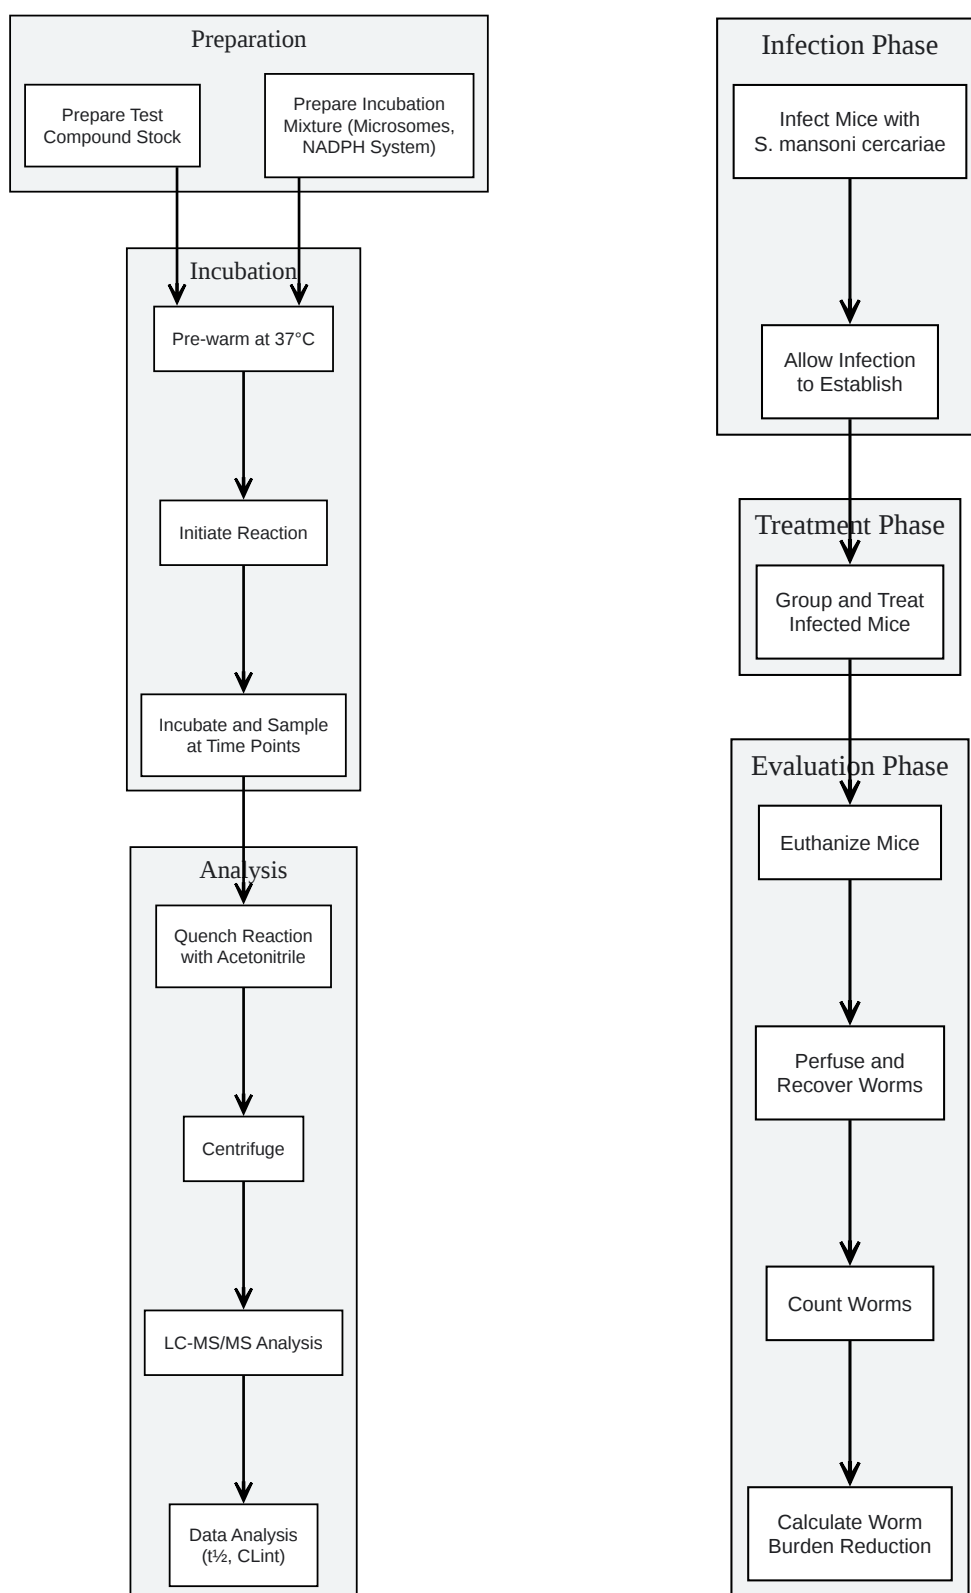 Preparation
Prepare Test
Compound Stock
Prepare Incubation
Mixture (Microsomes,
NADPH System)
Incubation
Pre-warm at 37°C
Initiate Reaction
Incubate and Sample
at Time Points
Analysis
Quench Reaction
with Acetonitrile
Centrifuge
LC-MS/MS Analysis
Data Analysis
(t½, CLint)
Infection Phase
Infect Mice with
S. mansoni cercariae
Allow Infection
to Establish
Treatment Phase
Group and Treat
Infected Mice
Evaluation Phase
Euthanize Mice
Perfuse and
Recover Worms
Count Worms
Calculate Worm
Burden Reduction